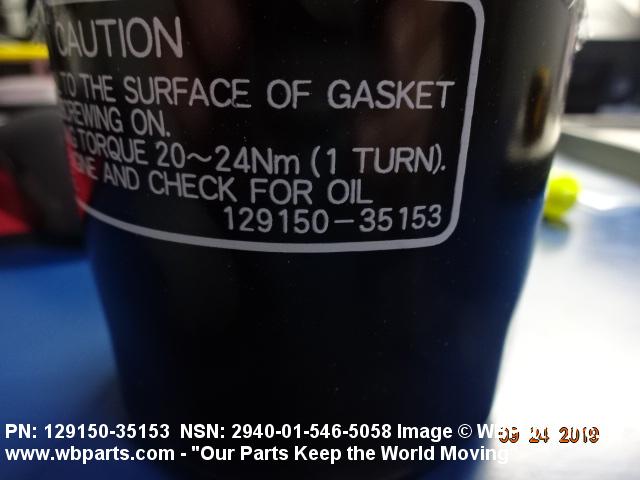 CAUTION
TO THE SURFACE OF GASKET
ON.
TORQUE 20~24Nm (1 TURN).
AND CHECK FOR OIL
129150-35153
PN: 129150-35153 NSN: 2940-01-546-5058 Image ©
09 24 2019
www.wbparts.com - "Our Parts Keep the World Moving"